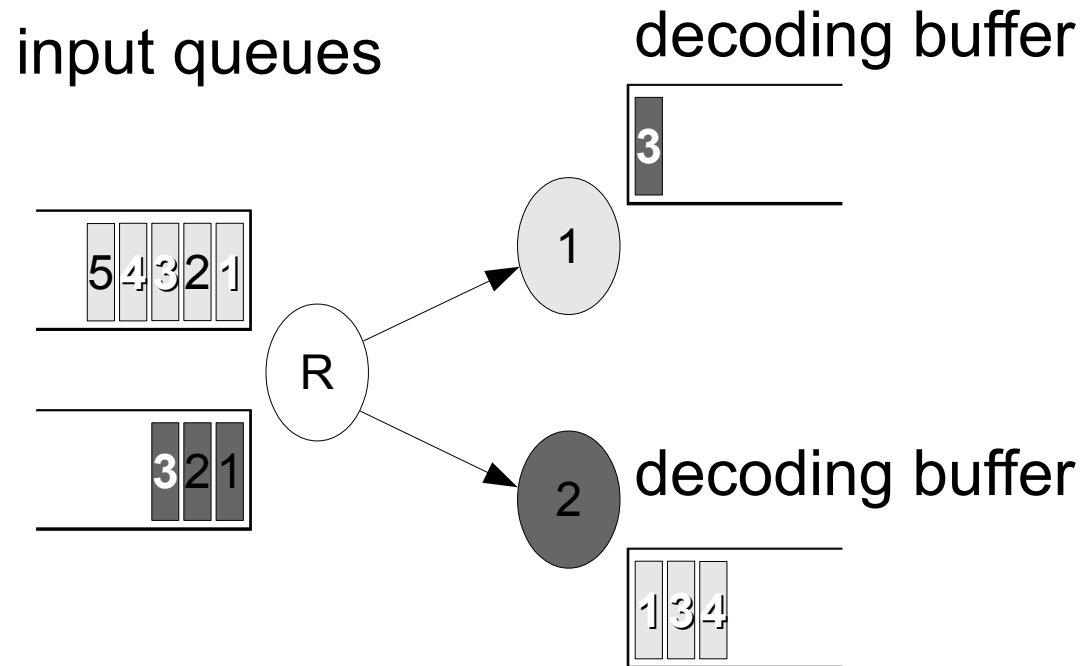 input queues
decoding buffer
3
1
5 4 3 2 1
R
3 2 1
2
decoding buffer
1 3 4